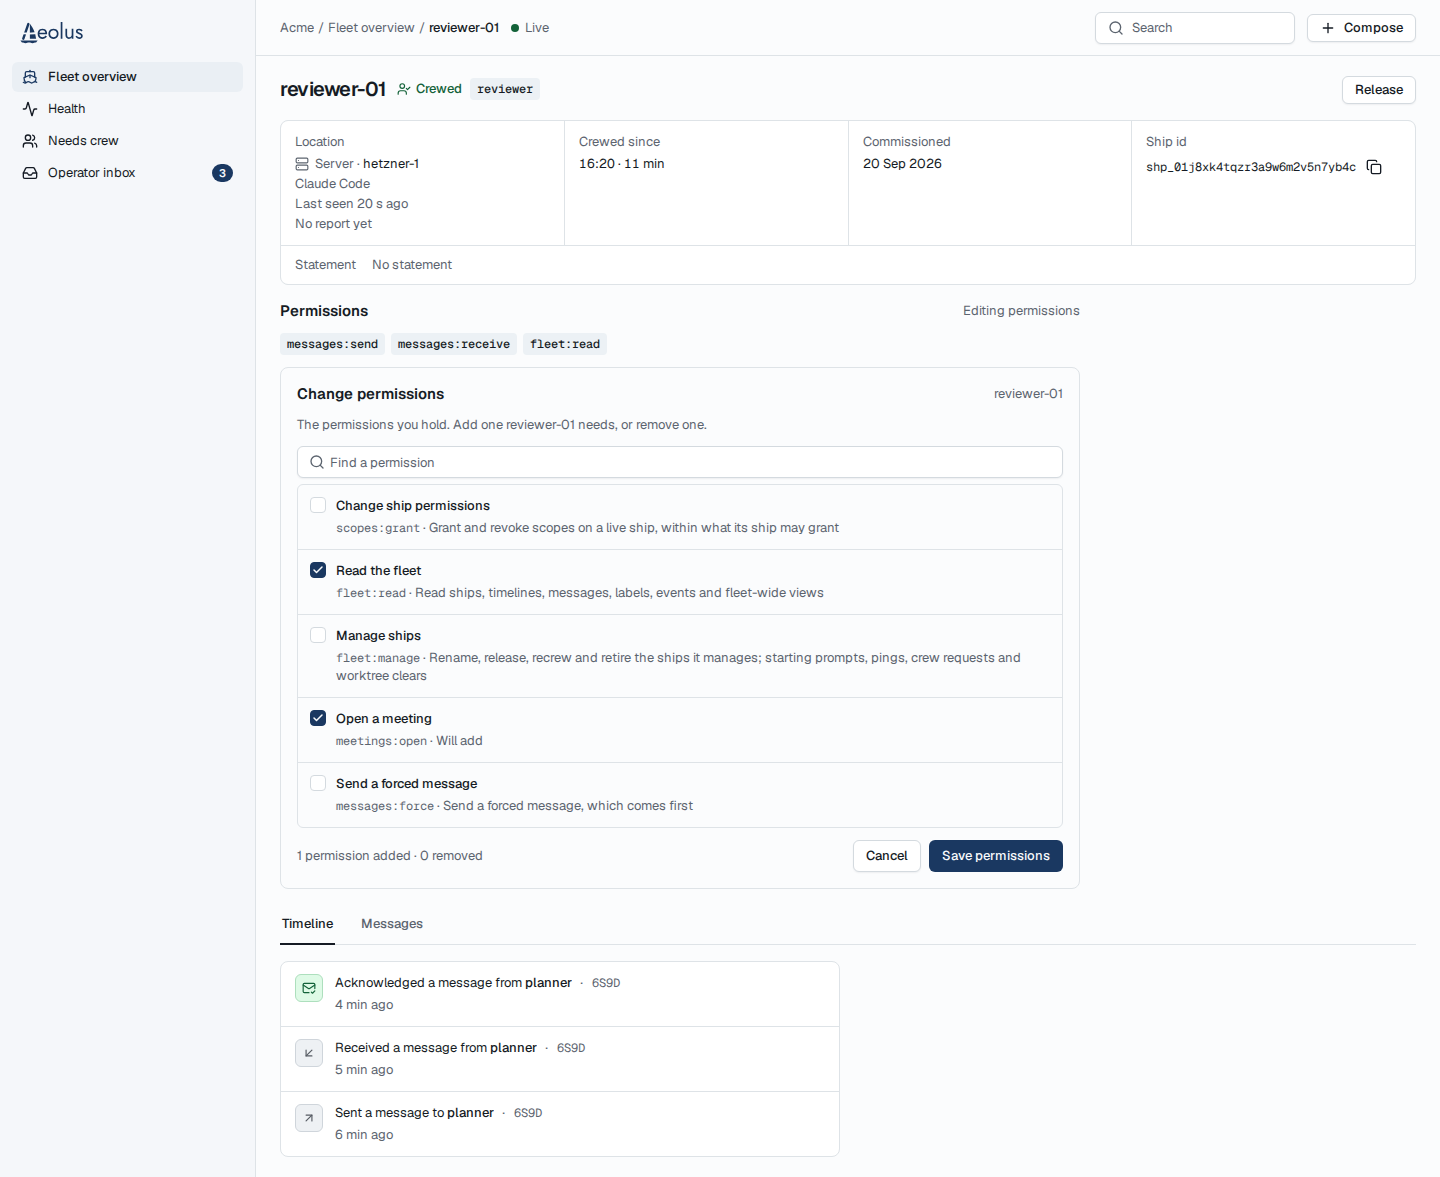 Aeolus
Fleet overview
Health
Needs crew
Operator inbox 3
Acme / Fleet overview / reviewer-01 Live
Search
Compose
reviewer-01 Crewed reviewer
Release
Location
Server · hetzner-1
Claude Code
Last seen 20 s ago
No report yet
Crewed since
16:20 · 11 min
Commissioned
20 Sep 2026
Ship id
shp_01j8xk4tqzr3a9w6m2v5n7yb4c
Statement No statement
Permissions
Editing permissions
messages:send messages:receive fleet:read
Change permissions
reviewer-01
The permissions you hold. Add one reviewer-01 needs, or remove one.
Find a permission
Change ship permissions
scopes:grant · Grant and revoke scopes on a live ship, within what its ship may grant
Read the fleet
fleet:read · Read ships, timelines, messages, labels, events and fleet-wide views
Manage ships
fleet:manage · Rename, release, recrew and retire the ships it manages; starting prompts, pings, crew requests and
worktree clears
Open a meeting
meetings:open · Will add
Send a forced message
messages:force · Send a forced message, which comes first
1 permission added · 0 removed
Cancel
Save permissions
Timeline Messages
Acknowledged a message from planner · 6S9D
4 min ago
Received a message from planner · 6S9D
5 min ago
Sent a message to planner · 6S9D
6 min ago